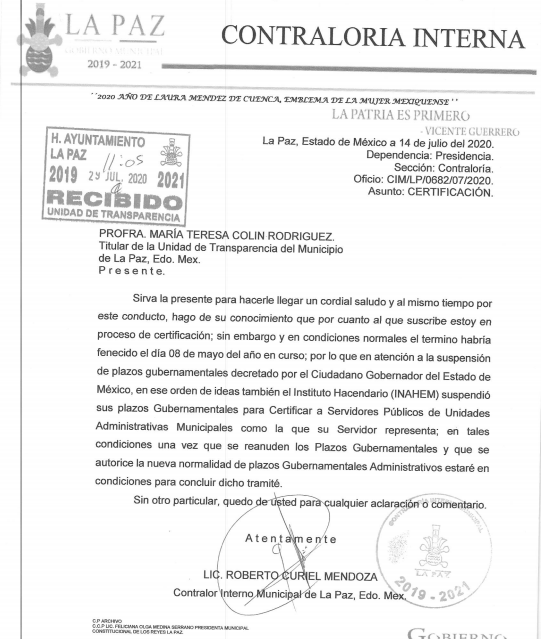 LA PAZ
GOBIERNO MUNICIPAL
2019 - 2021
CONTRALORIA INTERNA
´´2020 AÑO DE LAURA MENDEZ DE CUENCA, EMBLEMA DE LA MUJER MEXIQUENSE´´
LA PATRIA ES PRIMERO
- VICENTE GUERRERO
La Paz, Estado de México a 14 de julio del 2020.
Dependencia: Presidencia.
Sección: Contraloría.
Oficio: CIM/LP/0682/07/2020.
Asunto: CERTIFICACIÓN.
H. AYUNTAMIENTO
LA PAZ
11:05
2019 29 JUL. 2020 2021
RECIBIDO
UNIDAD DE TRANSPARENCIA
PROFRA. MARÍA TERESA COLIN RODRIGUEZ.
Titular de la Unidad de Transparencia del Municipio
de La Paz, Edo. Mex.
Presente.
Sirva la presente para hacerle llegar un cordial saludo y al mismo tiempo por
este conducto, hago de su conocimiento que por cuanto al que suscribe estoy en
proceso de certificación; sin embargo y en condiciones normales el termino habría
fenecido el día 08 de mayo del año en curso; por lo que en atención a la suspensión
de plazos gubernamentales decretado por el Ciudadano Gobernador del Estado de
México, en ese orden de ideas también el Instituto Hacendario (INAHEM) suspendió
sus plazos Gubernamentales para Certificar a Servidores Públicos de Unidades
Administrativas Municipales como la que su Servidor representa; en tales
condiciones una vez que se reanuden los Plazos Gubernamentales y que se
autorice la nueva normalidad de plazos Gubernamentales Administrativos estaré en
condiciones para concluir dicho tramité.
Sin otro particular, quedo de usted para cualquier aclaración o comentario.
Atentamente
LIC. ROBERTO CURIEL MENDOZA
Contralor Interno Municipal de La Paz, Edo. Mex.
CONTRALORIA INTERNA MUNICIPAL
LA PAZ
2019 - 2021
C.P ARCHIVO
C.C.P LIC. FELICIANA OLGA MEDINA SERRANO PRESIDENTA MUNICIPAL
CONSTITUCIONAL DE LOS REYES LA PAZ.
GOBIERNO